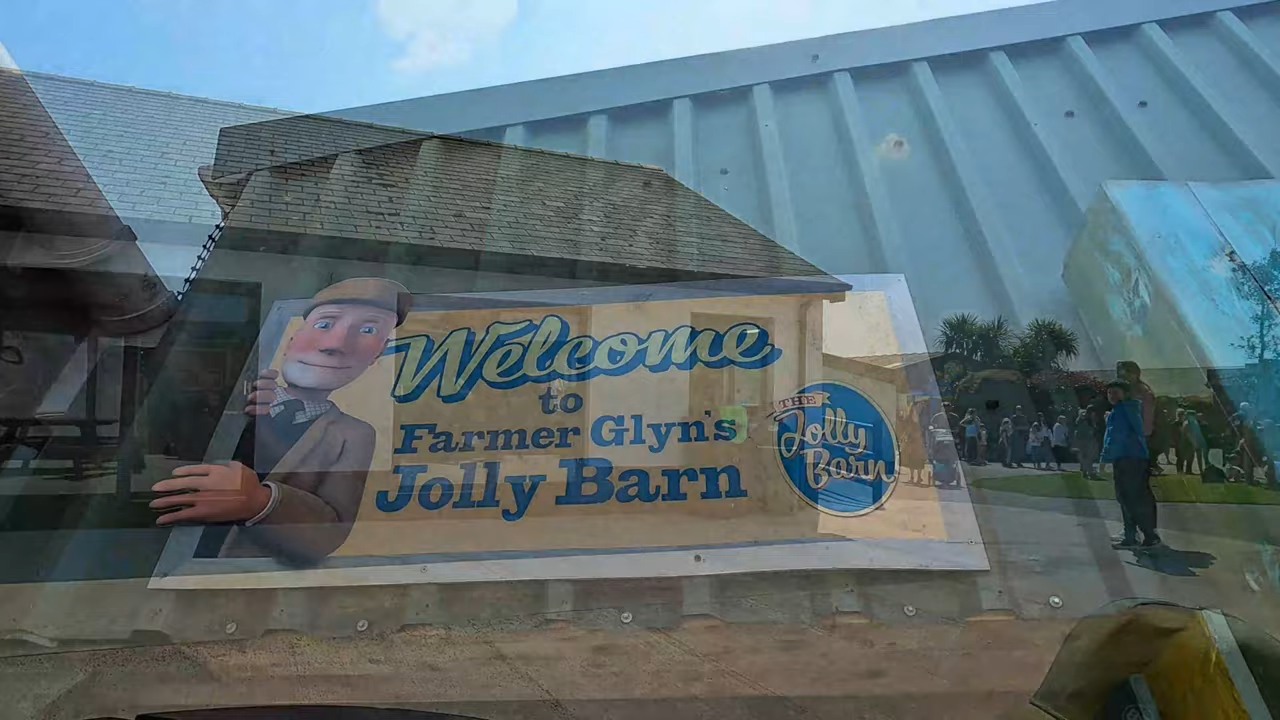 Welcome
to
Farmer Glyn's
Jolly Barn
THE
Jolly
Barn